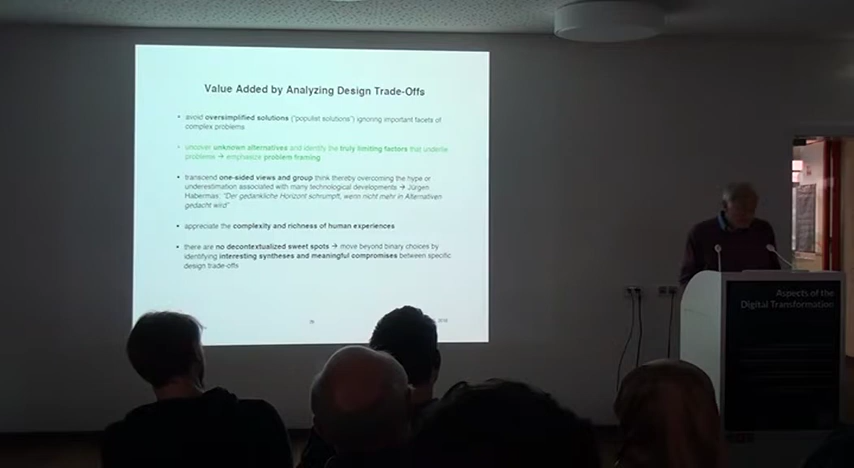 Value Added by Analyzing Design Trade-Offs
• avoid oversimplified solutions ("populist solutions") ignoring important facets of
complex problems
• uncover unknown alternatives and identify the truly limiting factors that underlie
problems → emphasize problem framing
• transcend one-sided views and group think thereby overcoming the hype or
underestimation associated with many technological developments → Jürgen
Habermas: "Der gedankliche Horizont schrumpft, wenn nicht mehr in Alternativen
gedacht wird"
• appreciate the complexity and richness of human experiences
• there are no decontextualized sweet spots → move beyond binary choices by
identifying interesting syntheses and meaningful compromises between specific
design trade-offs
Aspects of the
Digital Transformation